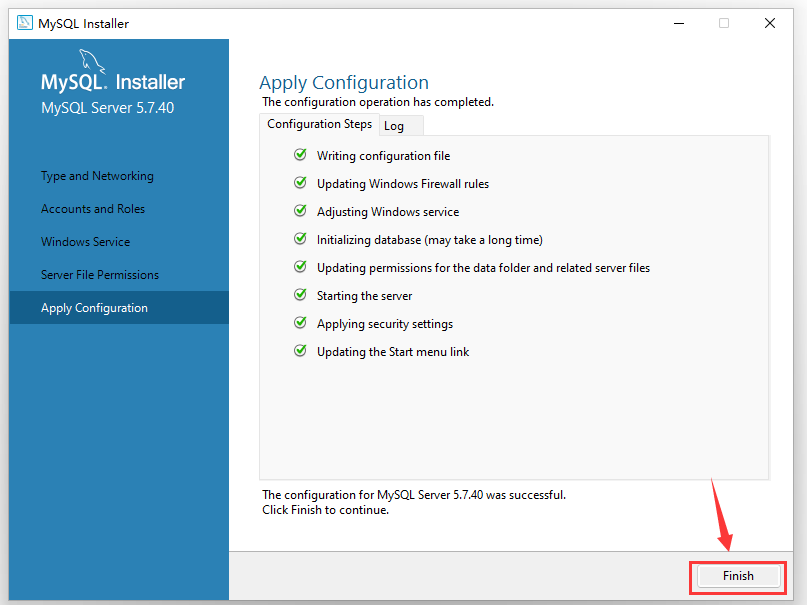 MySQL Installer
MySQL. Installer
MySQL Server 5.7.40
Type and Networking
Accounts and Roles
Windows Service
Server File Permissions
Apply Configuration
Apply Configuration
The configuration operation has completed.
Configuration Steps Log
Writing configuration file
Updating Windows Firewall rules
Adjusting Windows service
Initializing database (may take a long time)
Updating permissions for the data folder and related server files
Starting the server
Applying security settings
Updating the Start menu link
The configuration for MySQL Server 5.7.40 was successful.
Click Finish to continue.
Finish